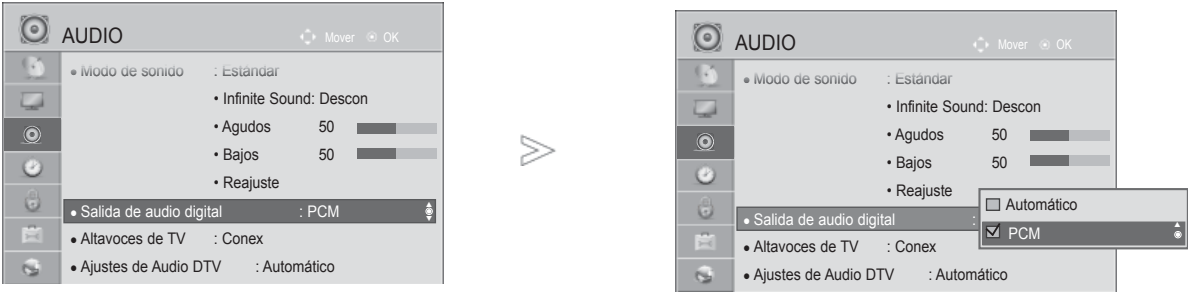 AUDIO
Mover OK
• Modo de sonido : Estándar
• Infinite Sound: Descon
• Agudos 50
• Bajos 50
• Reajuste
• Salida de audio digital : PCM
• Altavoces de TV : Conex
• Ajustes de Audio DTV : Automático
AUDIO
Mover OK
• Modo de sonido : Estándar
• Infinite Sound: Descon
• Agudos 50
• Bajos 50
• Reajuste
• Salida de audio digital :
Automático
PCM
• Altavoces de TV : Conex
• Ajustes de Audio DTV : Automático